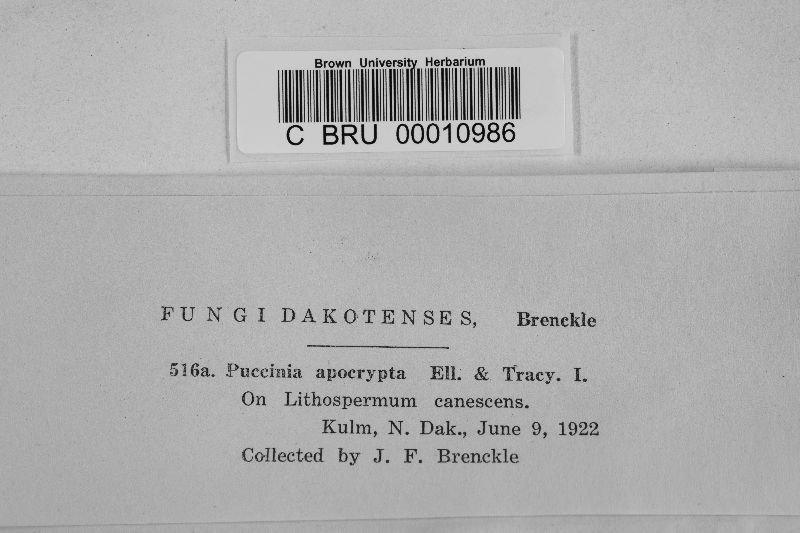 Brown University Herbarium
C BRU 00010986
FUNGI DAKOTENSES, Brenckle
516a. Puccinia apocrypta Ell. & Tracy. I.
On Lithospermum canescens.
Kulm, N. Dak., June 9, 1922
Collected by J. F. Brenckle